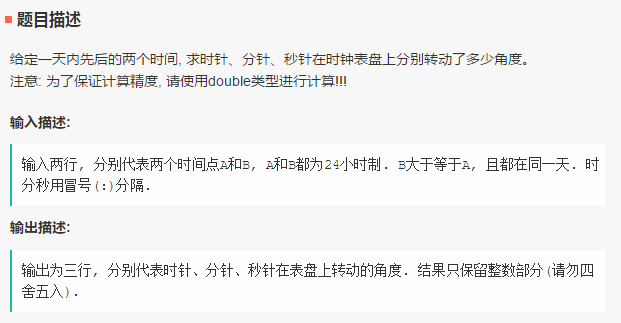 题目描述
给定一天内先后的两个时间, 求时针、分针、秒针在时钟表盘上分别转动了多少角度。
注意: 为了保证计算精度, 请使用double类型进行计算!!!
输入描述:
输入两行, 分别代表两个时间点A和B, A和B都为24小时制. B大于等于A, 且都在同一天. 时
分秒用冒号(:)分隔.
输出描述:
输出为三行, 分别代表时针、分针、秒针在表盘上转动的角度. 结果只保留整数部分(请勿四
舍五入).